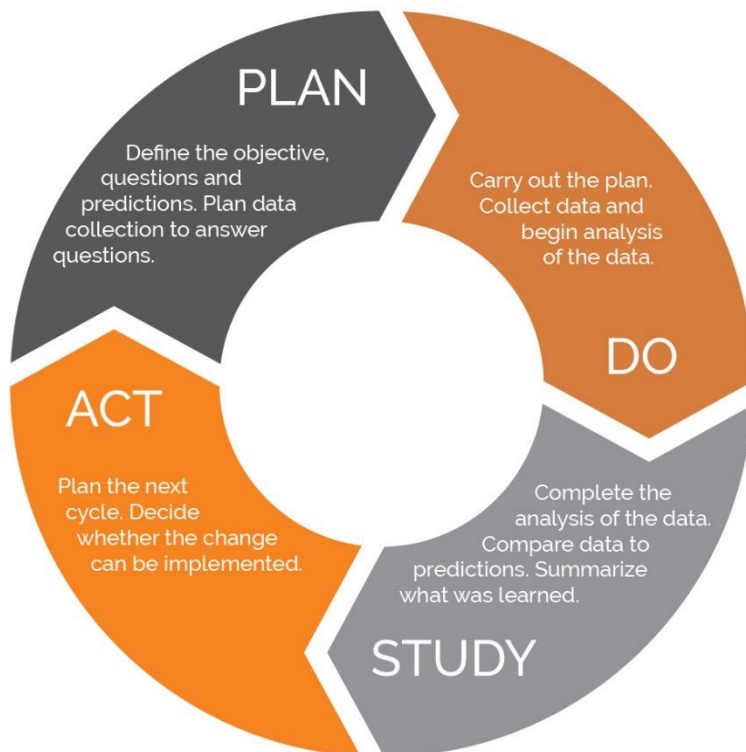 PLAN
Define the objective,
questions and
predictions. Plan data
collection to answer
questions.
Carry out the plan.
Collect data and
begin analysis
of the data.
DO
Complete the
analysis of the data.
Compare data to
predictions. Summarize
what was learned.
STUDY
ACT
Plan the next
cycle. Decide
whether the change
can be implemented.